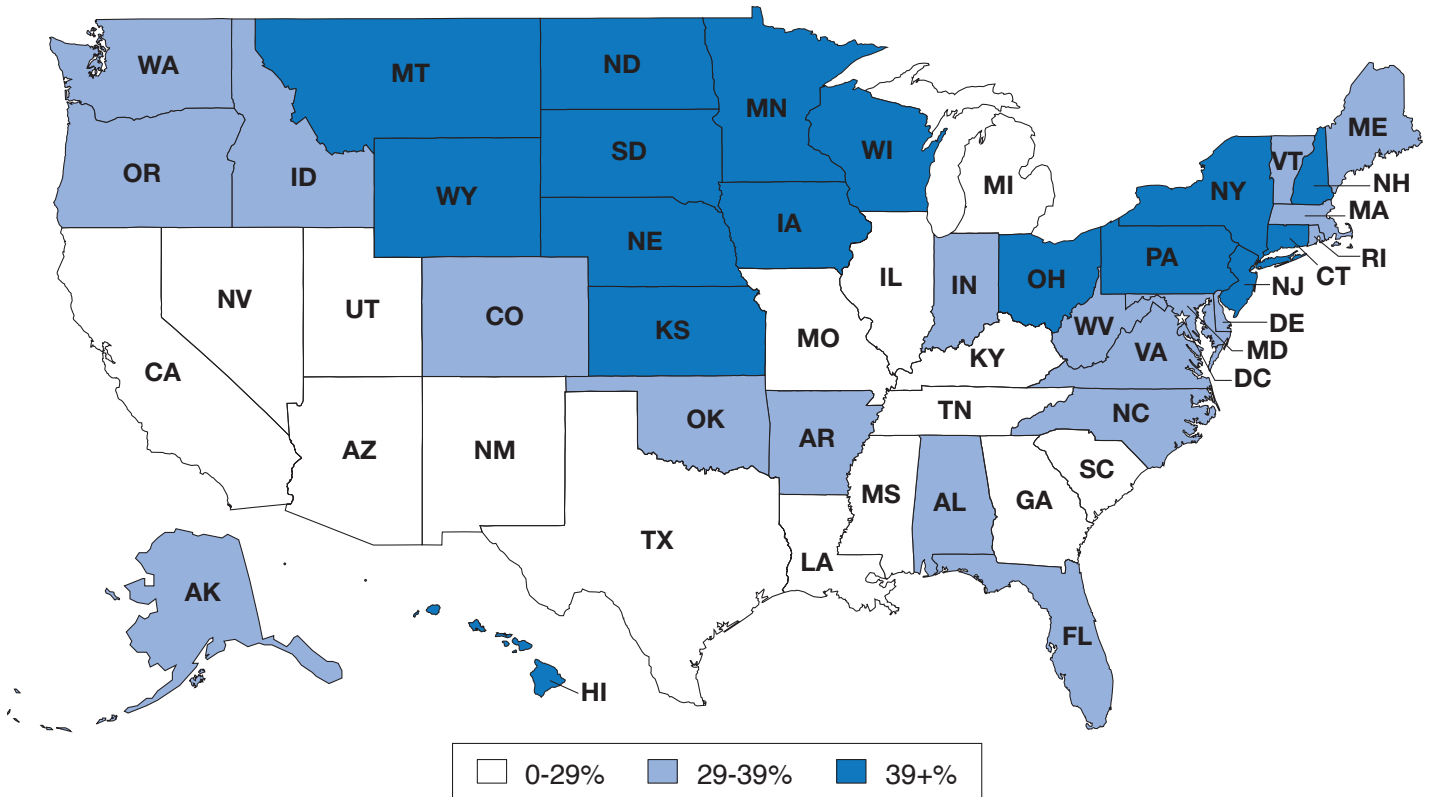 WA
MT
ND
MN
ME
OR
ID
SD
WI
VT
NY
NH
WY
MI
MA
IA
NE
PA
RI
CT
NV
UT
CO
IL
IN
OH
NJ
KS
MO
WV
DE
CA
KY
VA
MD
DC
OK
AR
TN
NC
AZ
NM
SC
MS
AL
GA
TX
LA
AK
FL
HI
0-29%
29-39%
39+%